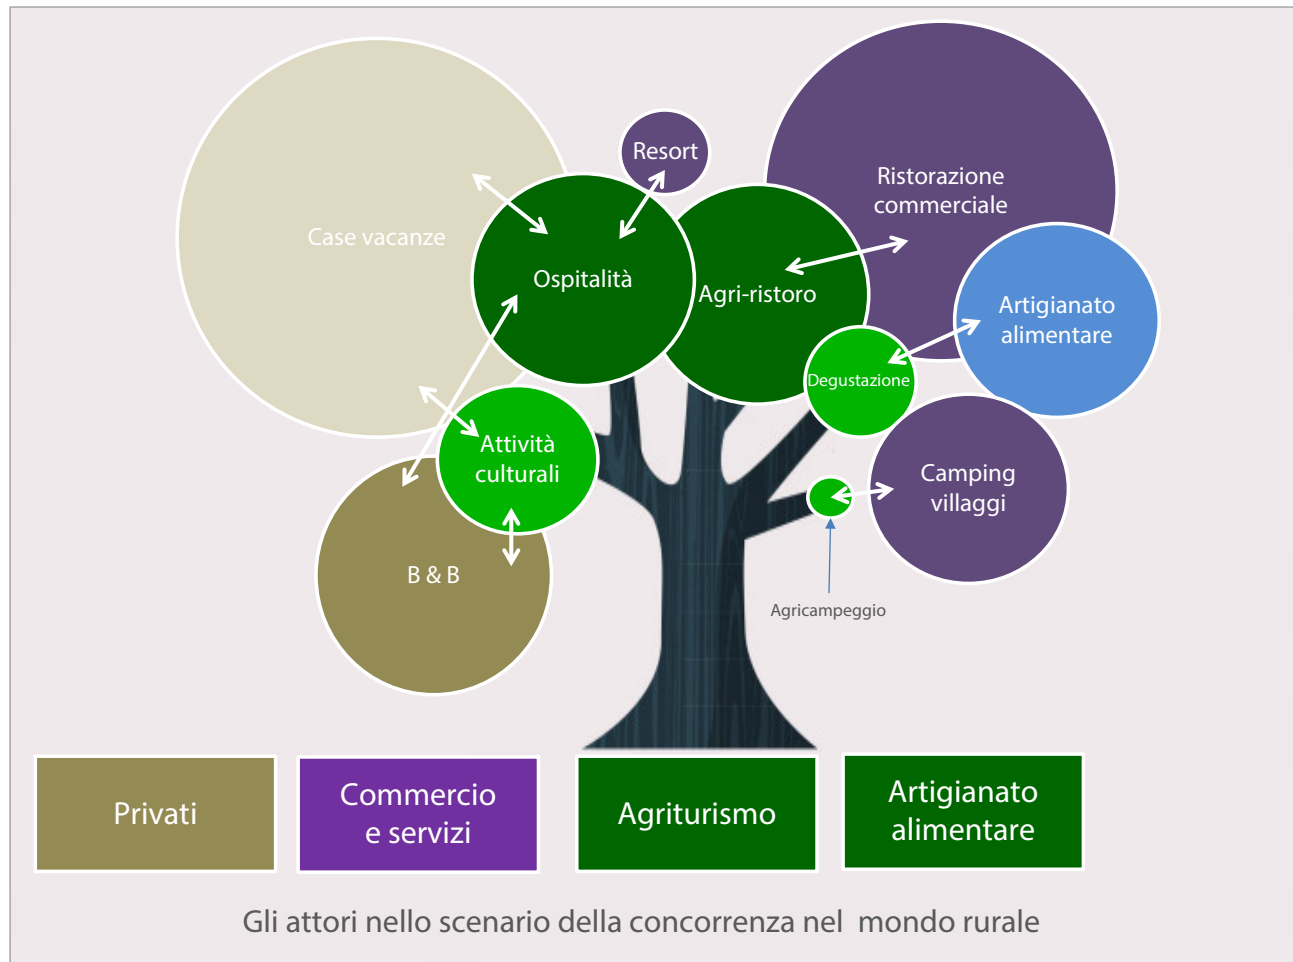 Resort
Ristorazione
commerciale
Case vacanze
Ospitalità
Agri-ristoro
Artigianato
alimentare
Degustazione
Attività
culturali
Camping
villaggi
B & B
Agricampeggio
Privati
Commercio
e servizi
Agriturismo
Artigianato
alimentare
Gli attori nello scenario della concorrenza nel mondo rurale